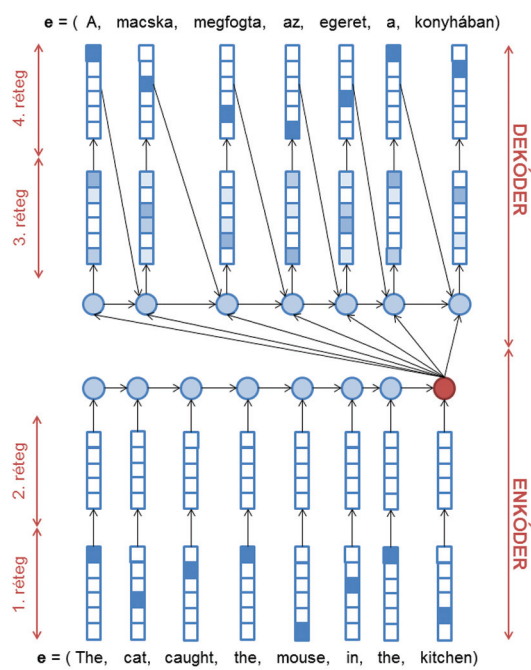 e = ( A, macska, megfogta, az, egeret, a, konyhában)
4. réteg
DEKÓDER
3. réteg
2. réteg
ENKÓDER
1. réteg
e = ( The, cat, caught, the, mouse, in, the, kitchen)